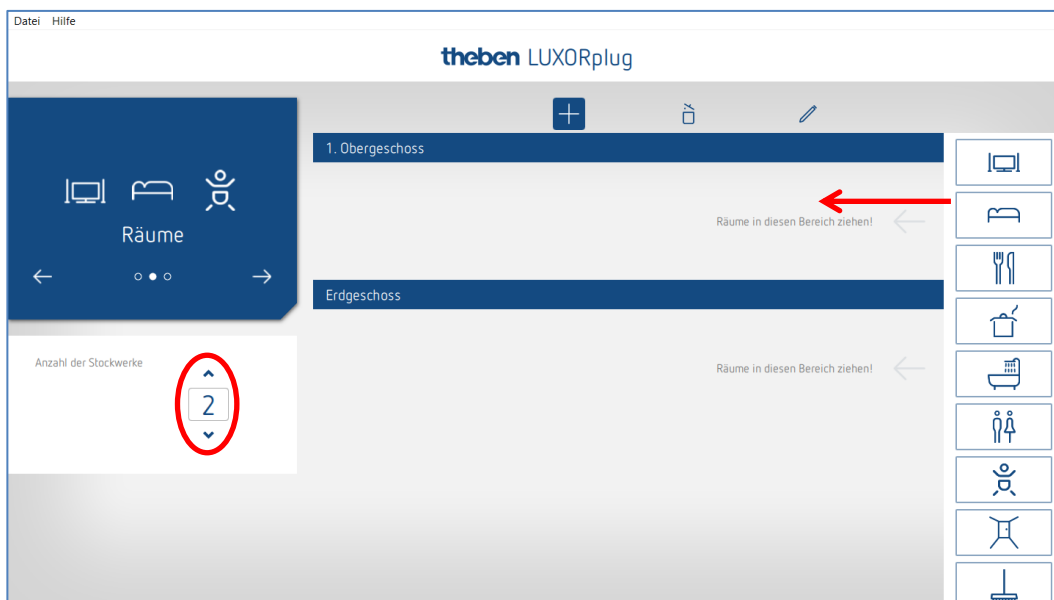 Datei Hilfe
theben LUXORplug
1. Obergeschoss
Räume in diesen Bereich ziehen!
Räume
Erdgeschoss
Anzahl der Stockwerke
2
Räume in diesen Bereich ziehen!